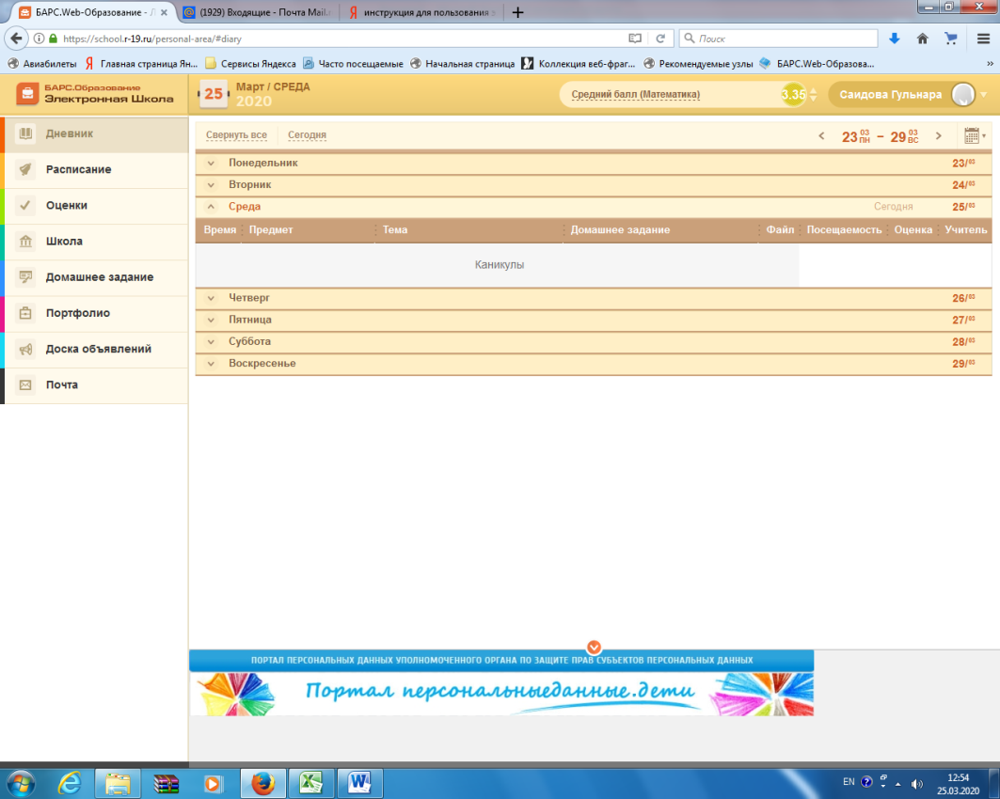 БАРС.Web-Образование - Л
(1929) Входящие - Почта Mail.
инструкция для пользования э
https://school.r-19.ru/personal-area/#diary
Поиск
Авиабилеты Главная страница Ян... Сервисы Яндекса Часто посещаемые Начальная страница Коллекция веб-фраг... Рекомендуемые узлы БАРС.Web-Образова... »
БАРС.Образование
Электронная Школа
25 Март / СРЕДА
2020
Средний балл (Математика) 3.35
Саидова Гульнара
Дневник
Расписание
Оценки
Школа
Домашнее задание
Портфолио
Доска объявлений
Почта
Свернуть все Сегодня 23 03 ПН – 29 03 ВС
Понедельник 23/03
Вторник 24/03
Среда Сегодня 25/03
Время Предмет Тема Домашнее задание Файл Посещаемость Оценка Учитель
Каникулы
Четверг 26/03
Пятница 27/03
Суббота 28/03
Воскресенье 29/03
ПОРТАЛ ПЕРСОНАЛЬНЫХ ДАННЫХ УПОЛНОМОЧЕННОГО ОРГАНА ПО ЗАЩИТЕ ПРАВ СУБЪЕКТОВ ПЕРСОНАЛЬНЫХ ДАННЫХ
Портал персональныеданные.дети
EN 12:54
25.03.2020